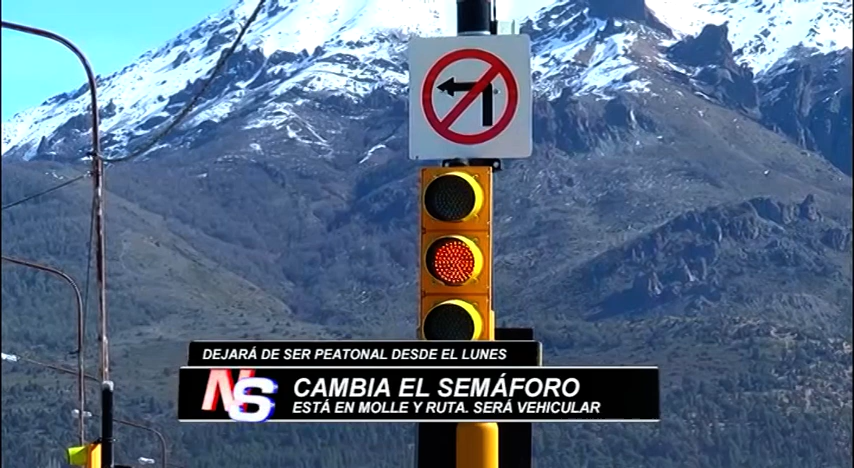 DEJARÁ DE SER PEATONAL DESDE EL LUNES
NS
CAMBIA EL SEMÁFORO
ESTÁ EN MOLLE Y RUTA. SERÁ VEHICULAR